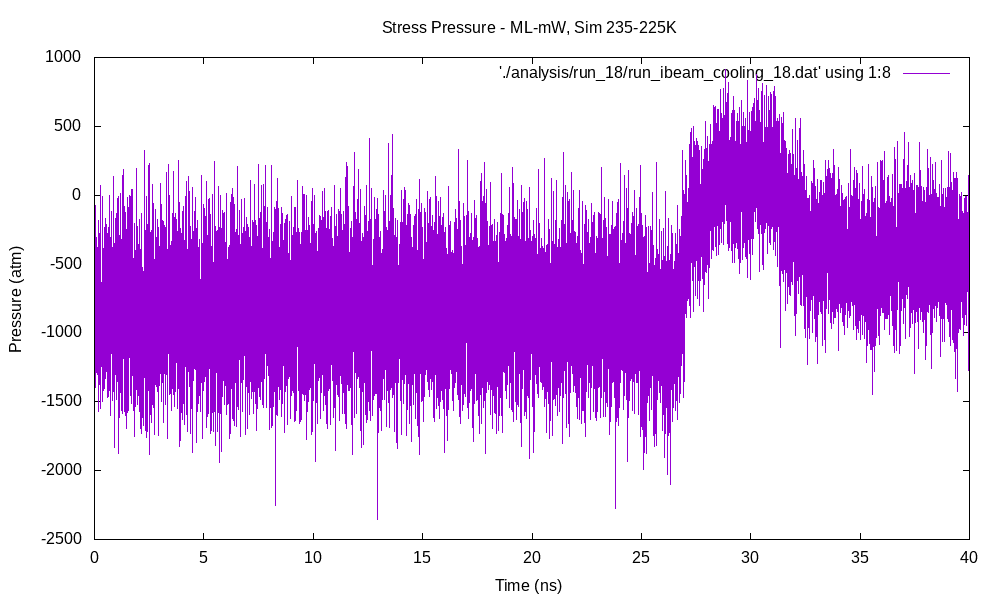 Stress Pressure - ML-mW, Sim 235-225K
'./analysis/run_18/run_ibeam_cooling_18.dat' using 1:8
1000
500
0
-500
-1000
-1500
-2000
-2500
Pressure (atm)
0 5 10 15 20 25 30 35 40
Time (ns)